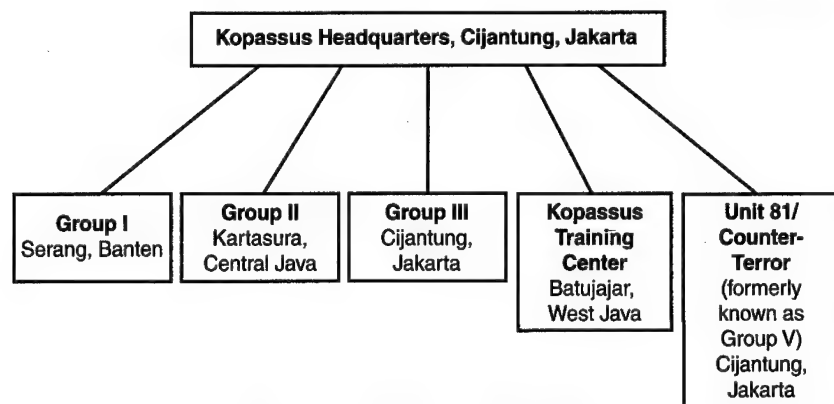 Kopassus Headquarters, Cijantung, Jakarta
Group I
Serang, Banten
Group II
Kartasura,
Central Java
Group III
Cijantung,
Jakarta
Kopassus
Training
Center
Batujajar,
West Java
Unit 81/
Counter-
Terror
(formerly
known as
Group V)
Cijantung,
Jakarta